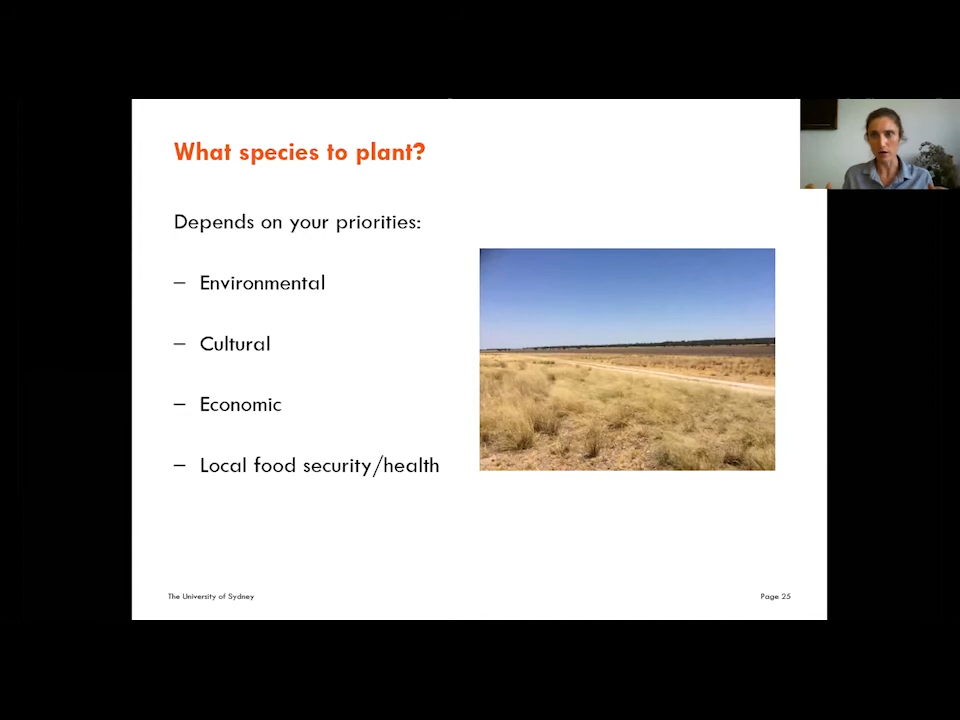 What species to plant?
Depends on your priorities:
– Environmental
– Cultural
– Economic
– Local food security/health
The University of Sydney
Page 25